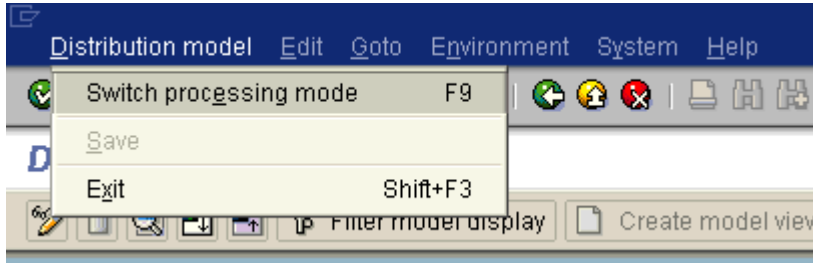 Distribution model Edit Goto Environment System Help
Switch processing mode F9
Save
D
Exit Shift+F3
Filter model display Create model view